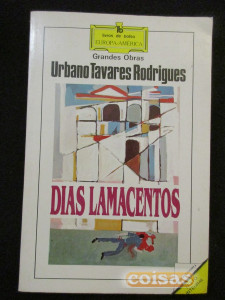 livros de bolso
EUROPA-AMÉRICA
Grandes Obras
Urbano Tavares Rodrigues
DIAS LAMACENTOS
coisas